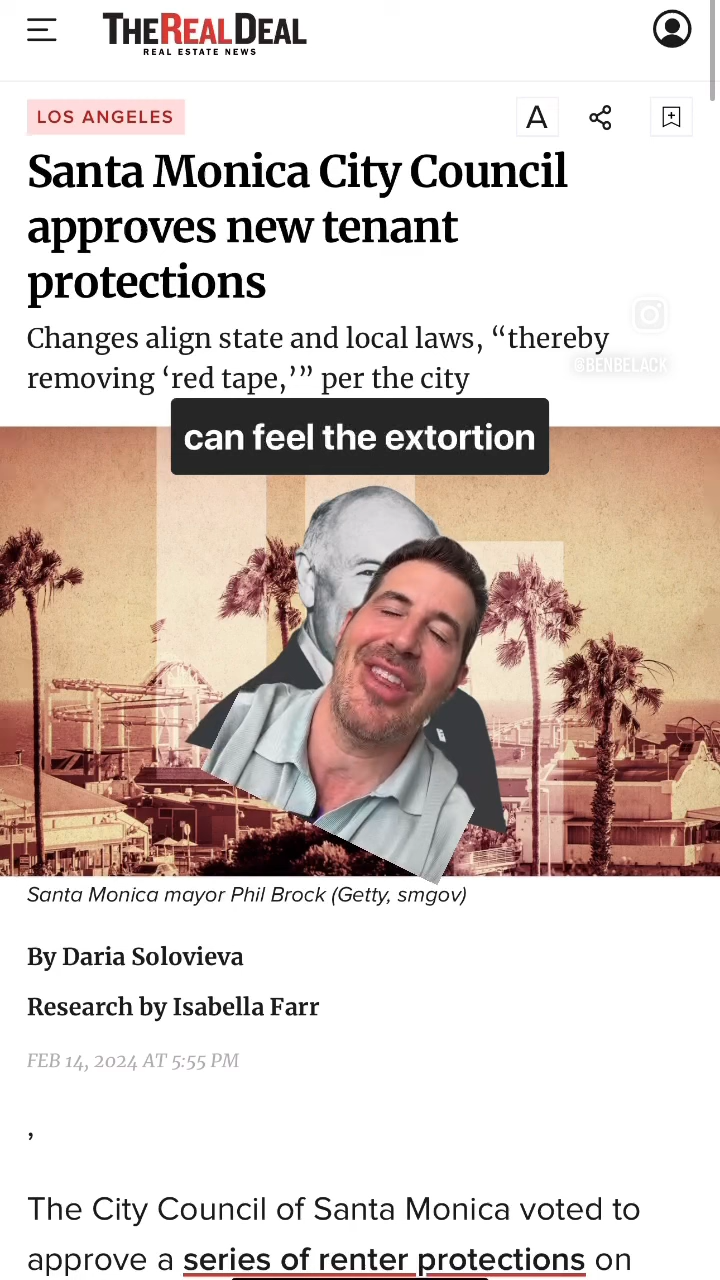 THEREALDEAL
REAL ESTATE NEWS
LOS ANGELES
A
Santa Monica City Council
approves new tenant
protections
Changes align state and local laws, “thereby
removing ‘red tape,’” per the city
@BENBELACK
can feel the extortion
Santa Monica mayor Phil Brock (Getty, smgov)
By Daria Solovieva
Research by Isabella Farr
FEB 14, 2024 AT 5:55 PM
,
The City Council of Santa Monica voted to
approve a series of renter protections on